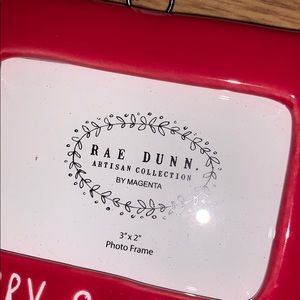 RAE DUNN.
ARTISAN COLLECTION
BY MAGENTA
3" x 2"
Photo Frame